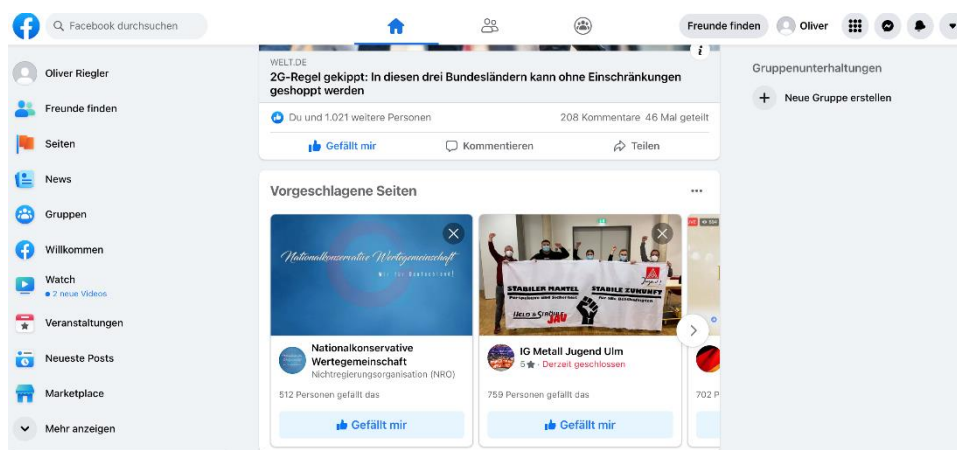 Facebook durchsuchen
Freunde finden
Oliver
Oliver Riegler
Freunde finden
Seiten
News
Gruppen
Willkommen
Watch
2 neue Videos
Veranstaltungen
Neueste Posts
Marketplace
Mehr anzeigen
WELT.DE
2G-Regel gekippt: In diesen drei Bundesländern kann ohne Einschränkungen
geshoppt werden
Du und 1.021 weitere Personen
208 Kommentare 46 Mal geteilt
Gefällt mir
Kommentieren
Teilen
Vorgeschlagene Seiten
Nationalkonservative Wertegemeinschaft
Wir für Deutschland!
Nationalkonservative
Wertegemeinschaft
Nichtregierungsorganisation (NRO)
512 Personen gefällt das
Gefällt mir
STABILER MANTEL STABILE ZUKUNFT
JAV
IG Metall Jugend Ulm
5 · Derzeit geschlossen
759 Personen gefällt das
Gefällt mir
LIVE
702 P
Gruppenunterhaltungen
Neue Gruppe erstellen